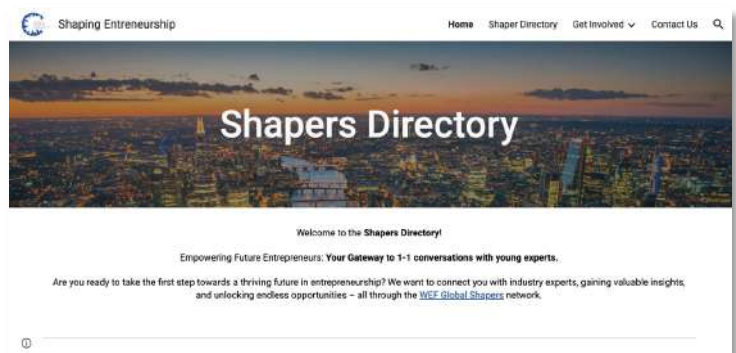 Shaping Entreneurship
Home Shaper Directory Get Involved Contact Us
Shapers Directory
Welcome to the Shapers Directory!
Empowering Future Entrepreneurs: Your Gateway to 1-1 conversations with young experts.
Are you ready to take the first step towards a thriving future in entrepreneurship? We want to connect you with industry experts, gaining valuable insights,
and unlocking endless opportunities – all through the WEF Global Shapers network.